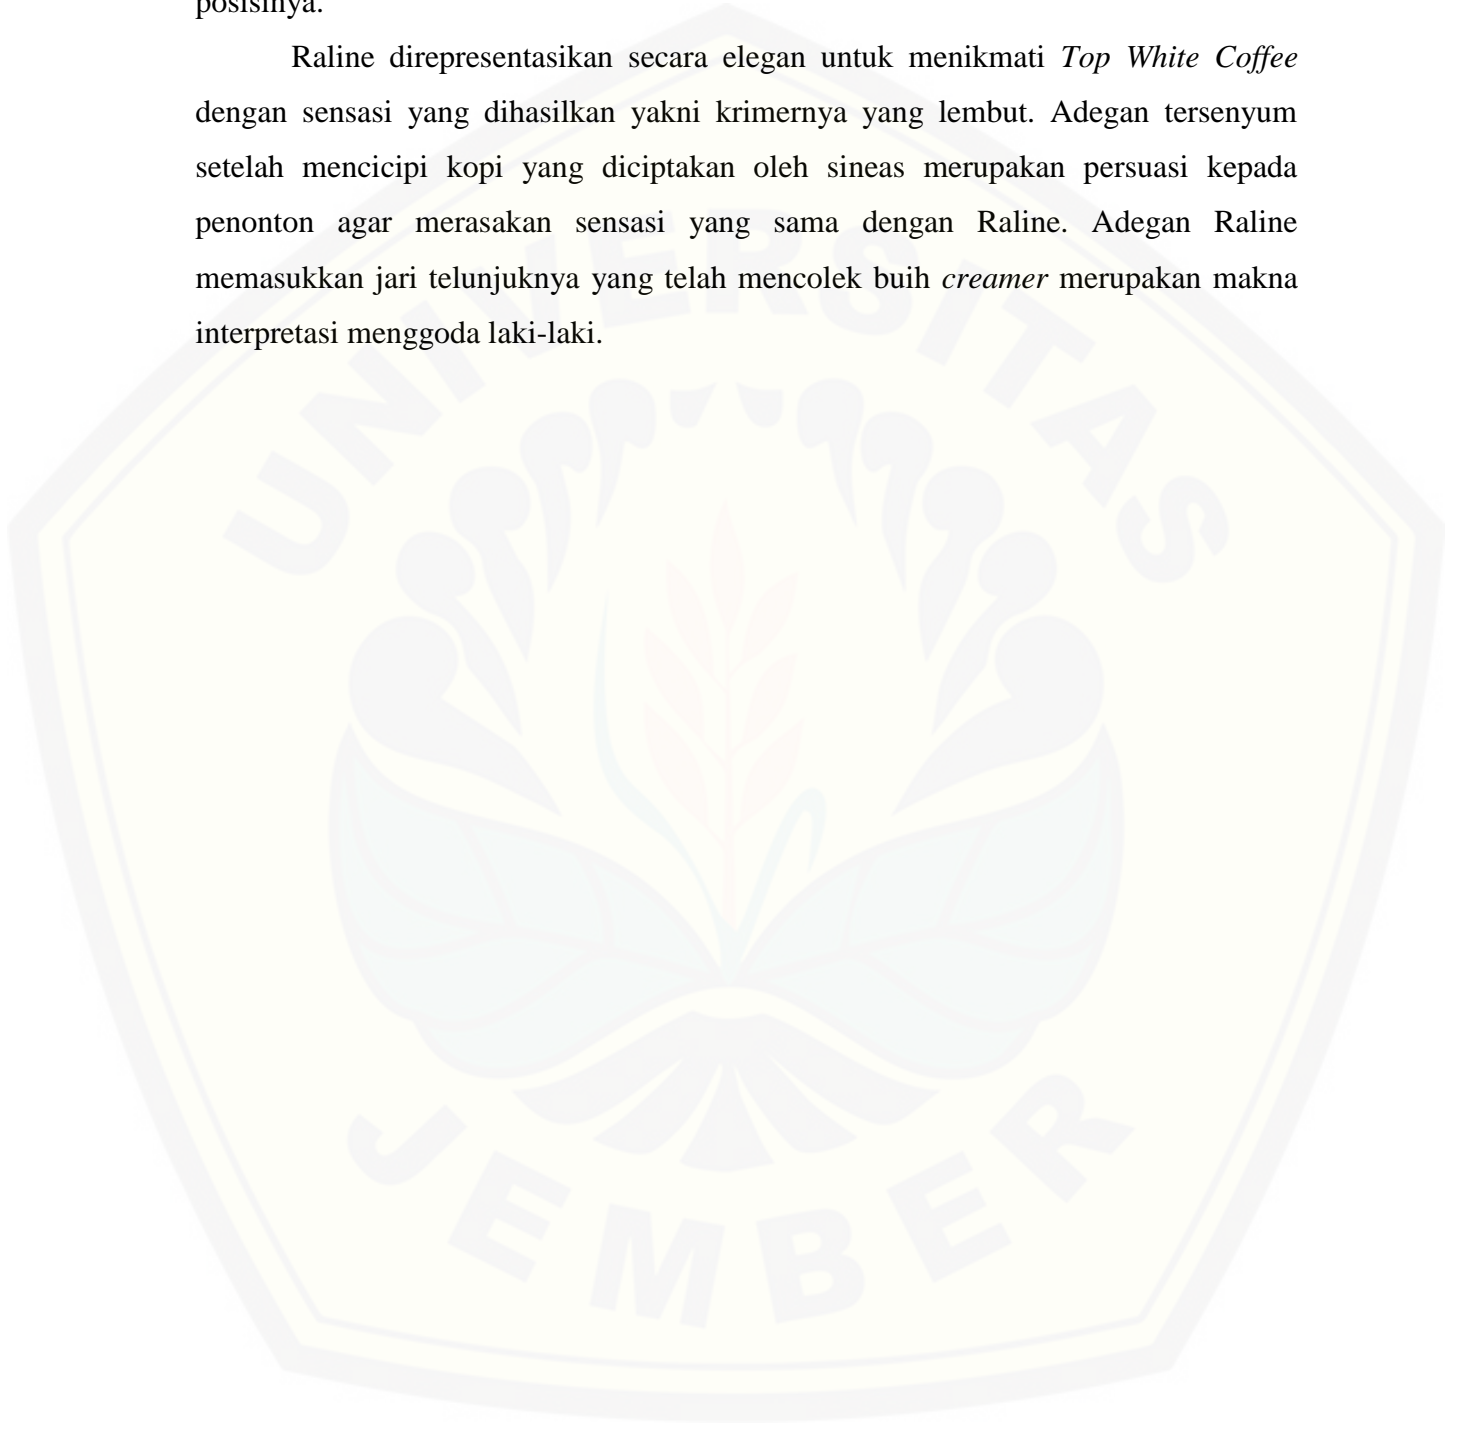 posisinya.
Raline direpresentasikan secara elegan untuk menikmati Top White Coffee
dengan sensasi yang dihasilkan yakni krimernya yang lembut. Adegan tersenyum
setelah mencicipi kopi yang diciptakan oleh sineas merupakan persuasi kepada
penonton agar merasakan sensasi yang sama dengan Raline. Adegan Raline
memasukkan jari telunjuknya yang telah mencolek buih creamer merupakan makna
interpretasi menggoda laki-laki.
UNIVERSITAS
JEMBER